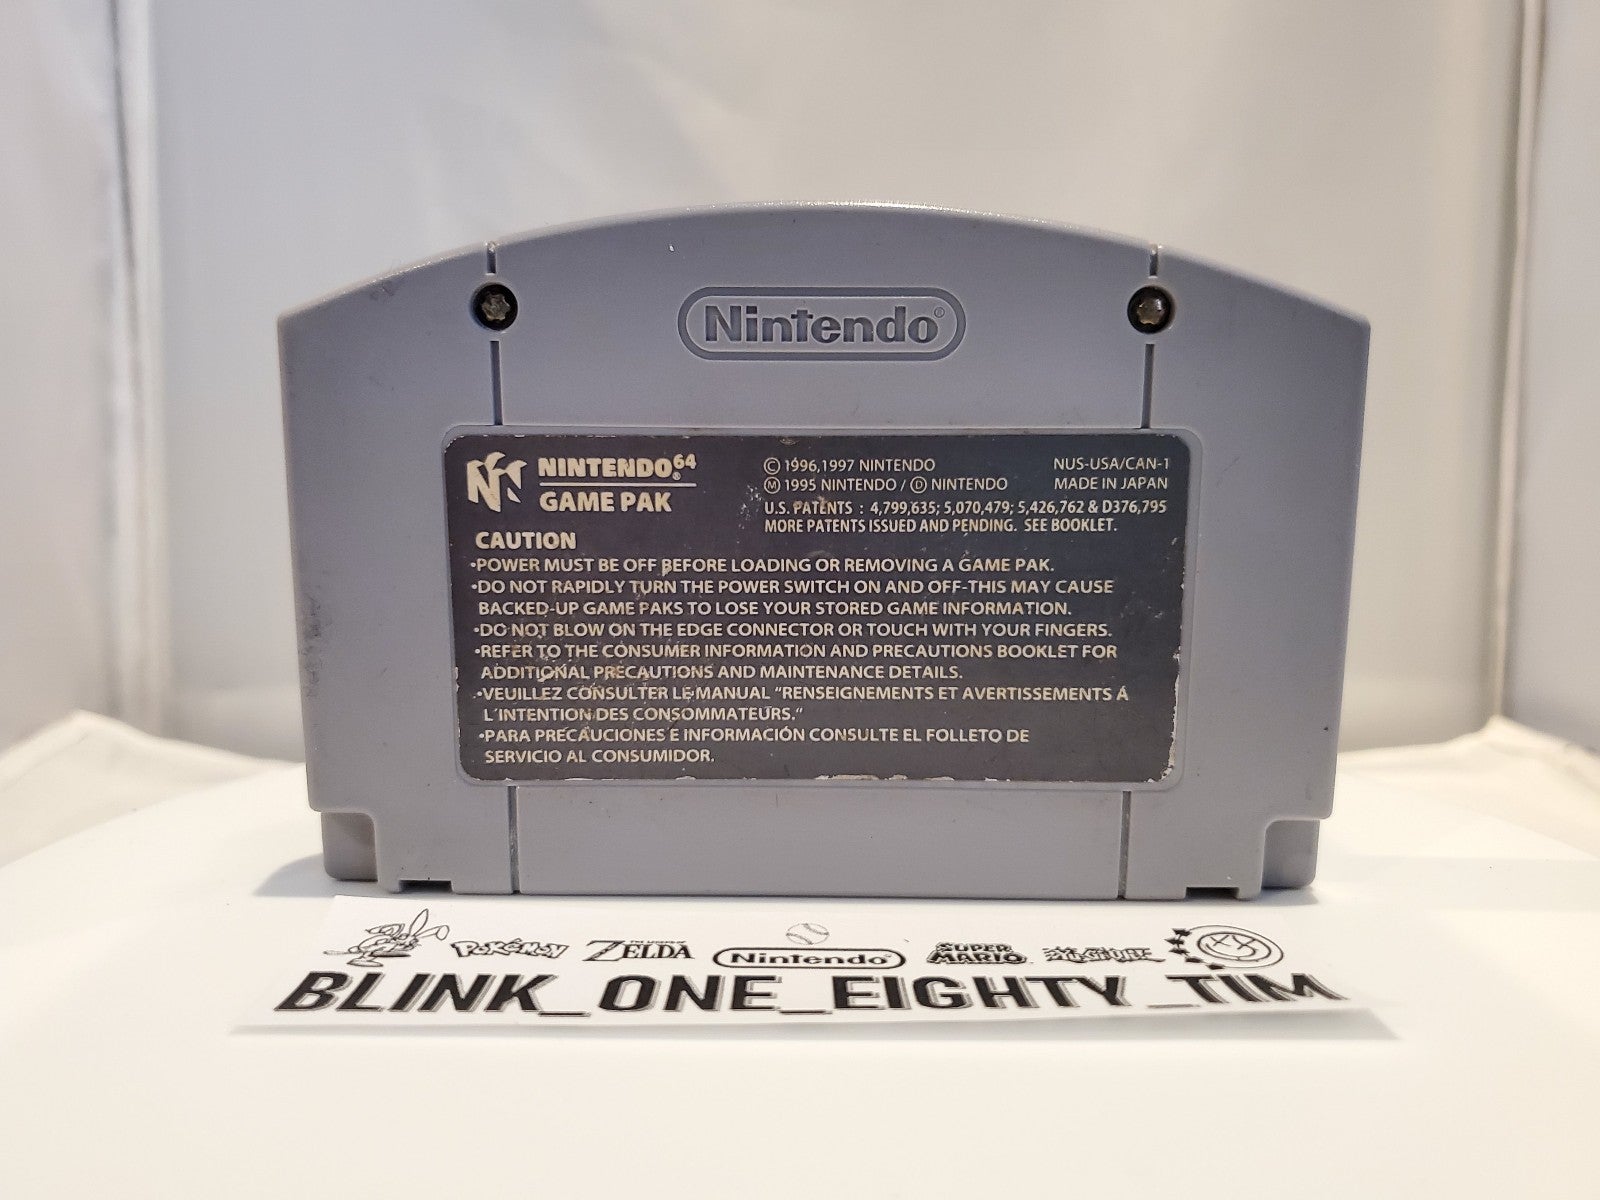 Nintendo®
NINTENDO64®
GAME PAK
© 1996,1997 NINTENDO
Ⓜ 1995 NINTENDO / Ⓓ NINTENDO
NUS-USA/CAN-1
MADE IN JAPAN
U.S. PATENTS : 4,799,635; 5,070,479; 5,426,762 & D376,795
MORE PATENTS ISSUED AND PENDING. SEE BOOKLET.
CAUTION
•POWER MUST BE OFF BEFORE LOADING OR REMOVING A GAME PAK.
•DO NOT RAPIDLY TURN THE POWER SWITCH ON AND OFF-THIS MAY CAUSE
BACKED-UP GAME PAKS TO LOSE YOUR STORED GAME INFORMATION.
•DO NOT BLOW ON THE EDGE CONNECTOR OR TOUCH WITH YOUR FINGERS.
•REFER TO THE CONSUMER INFORMATION AND PRECAUTIONS BOOKLET FOR
ADDITIONAL PRECAUTIONS AND MAINTENANCE DETAILS.
•VEUILLEZ CONSULTER LE MANUAL "RENSEIGNEMENTS ET AVERTISSEMENTS Á
L'INTENTION DES CONSOMMATEURS."
•PARA PRECAUCIONES E INFORMACIÓN CONSULTE EL FOLLETO DE
SERVICIO AL CONSUMIDOR.
POKéMON THE LEGEND OF ZELDA Nintendo® SUPER MARIO
BLINK_ONE_EIGHTY_TIM